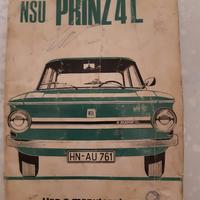 NSU PRINZ 4L
HN-AU 761